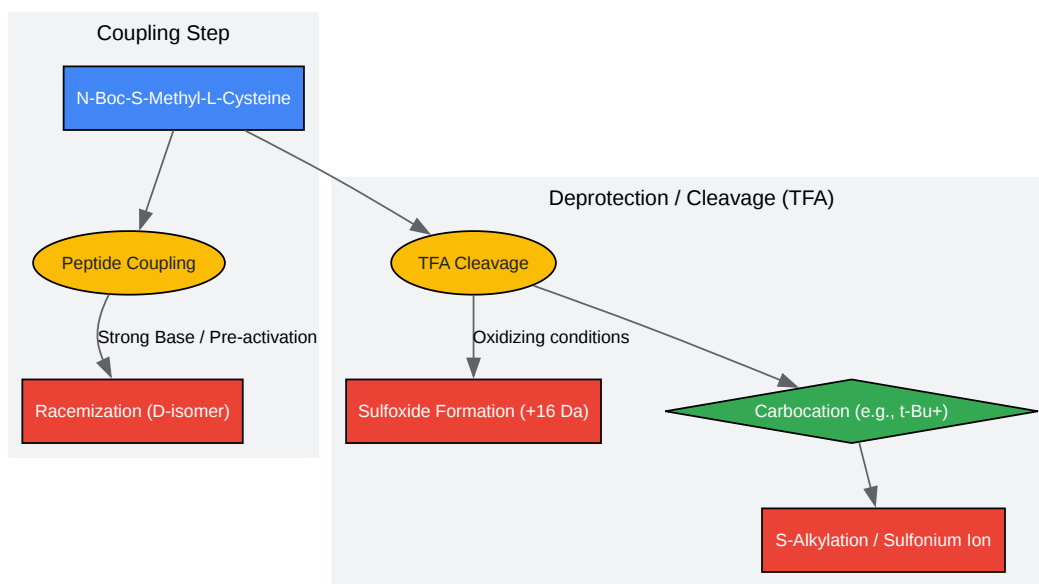 Coupling Step
N-Boc-S-Methyl-L-Cysteine
Deprotection / Cleavage (TFA)
Peptide Coupling
TFA Cleavage
Strong Base / Pre-activation
Oxidizing conditions
Racemization (D-isomer)
Sulfoxide Formation (+16 Da)
Carbocation (e.g., t-Bu+)
S-Alkylation / Sulfonium Ion